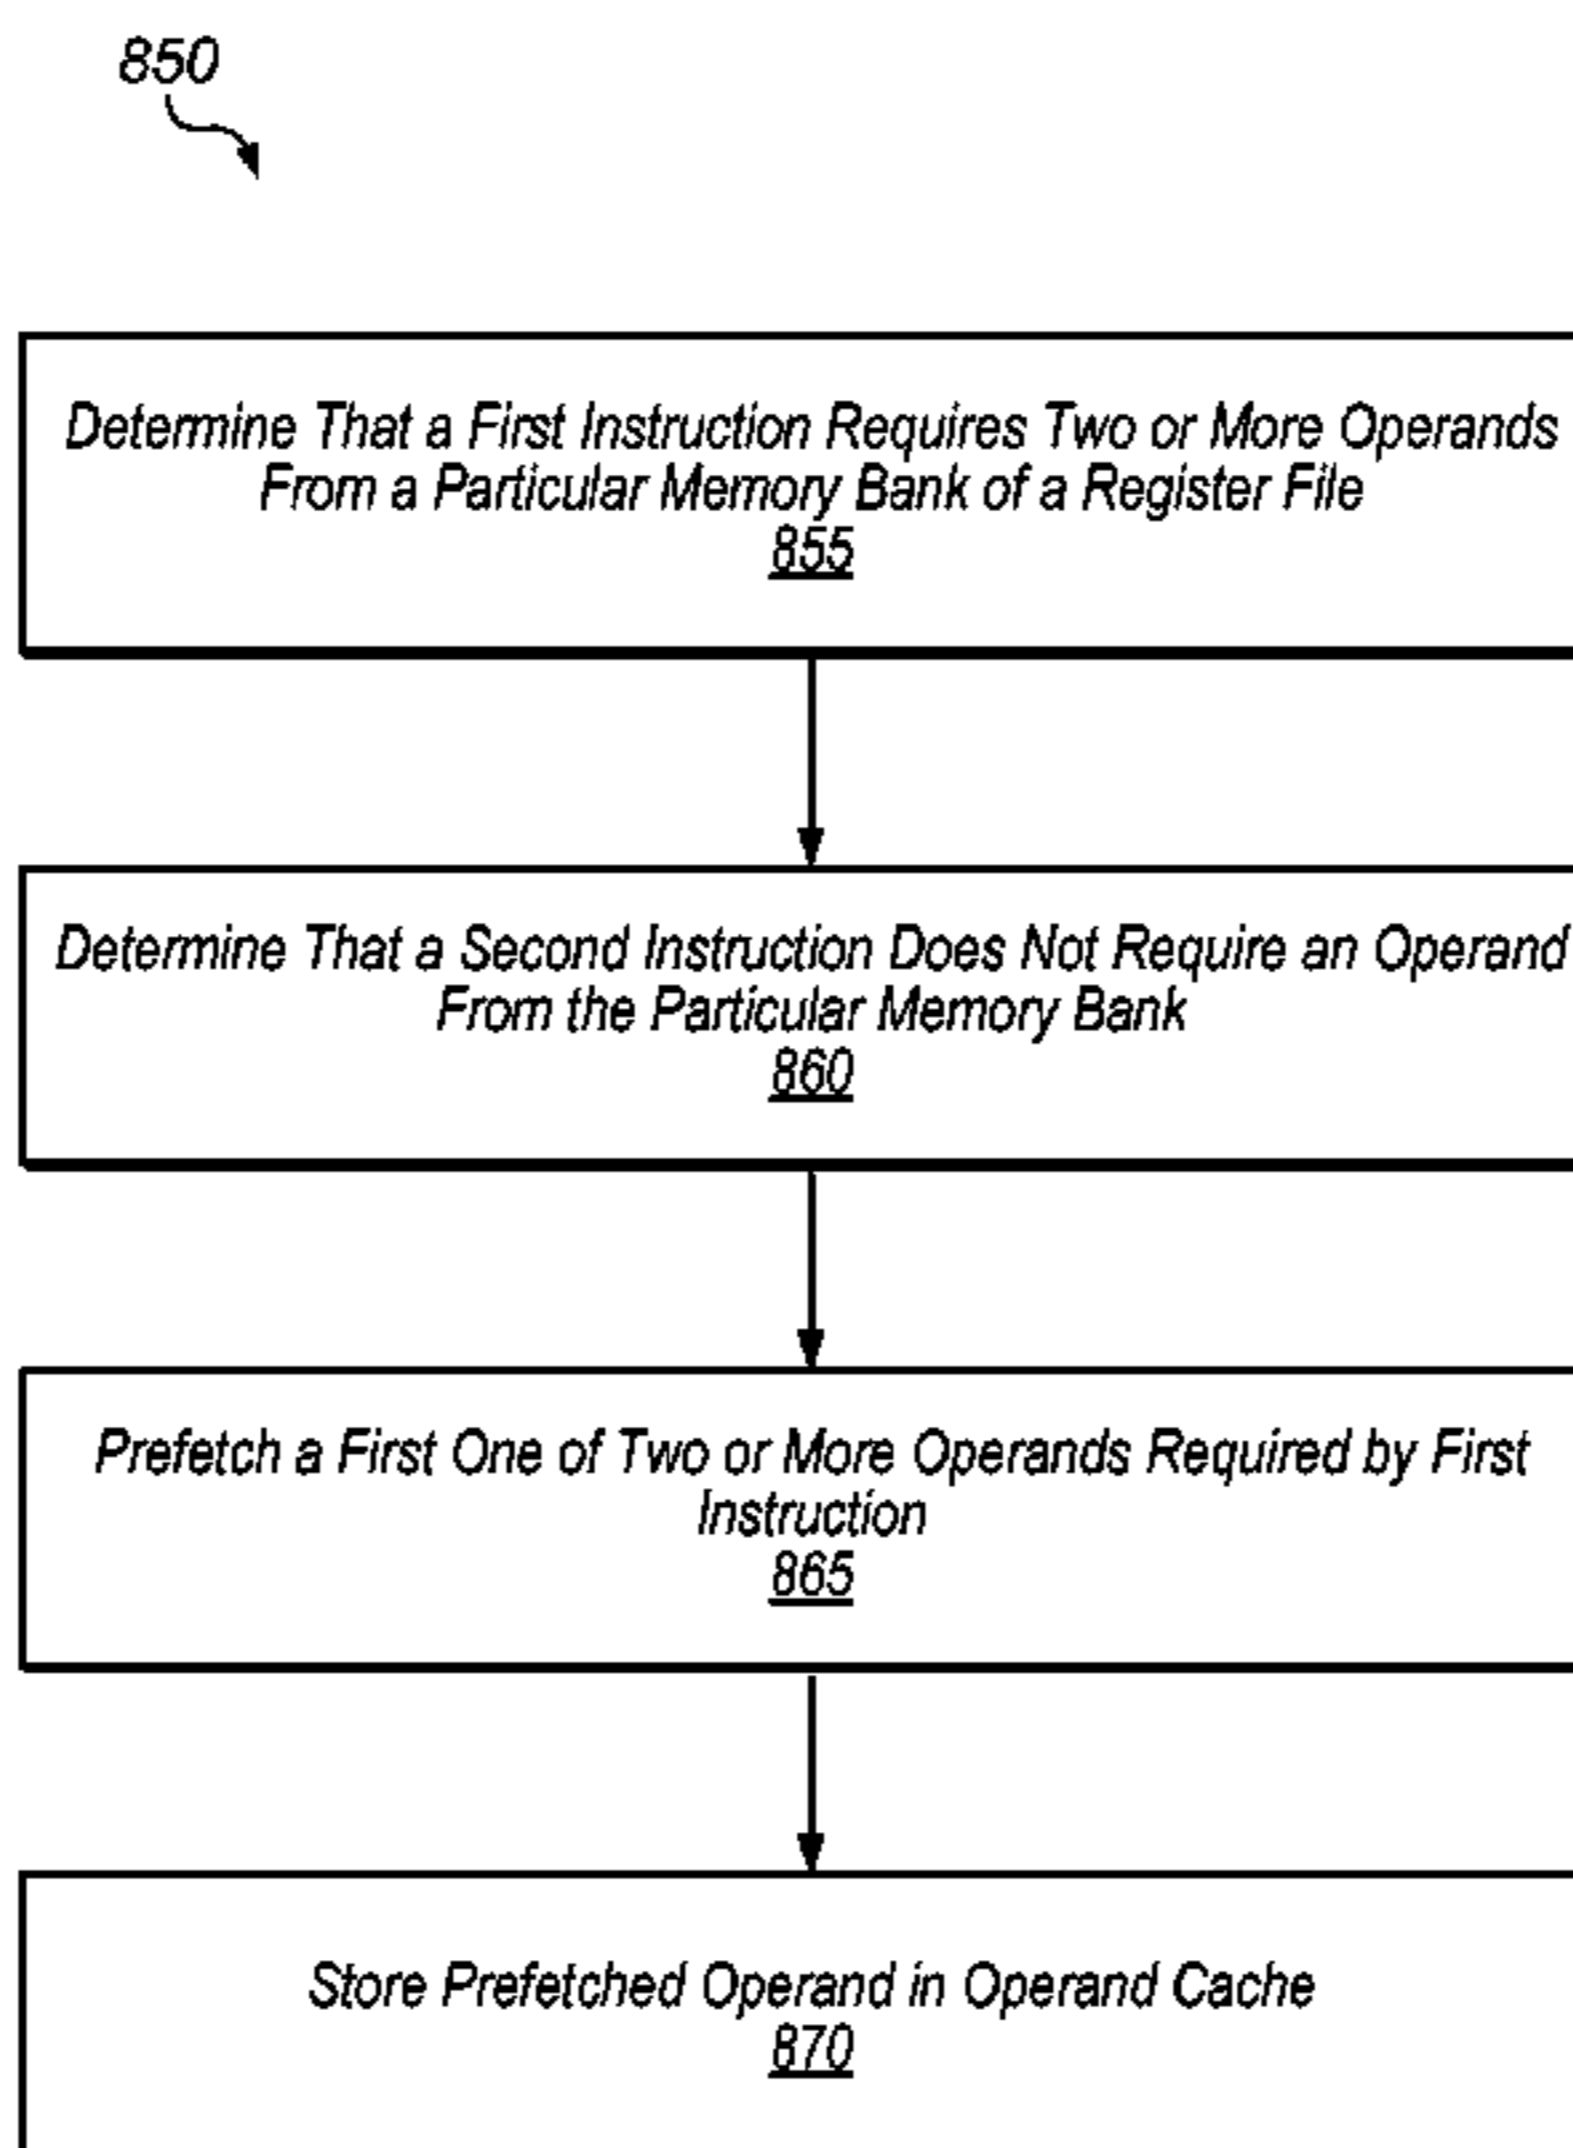 850
Determine That a First Instruction Requires Two or More Operands
From a Particular Memory Bank of a Register File
855
Determine That a Second Instruction Does Not Require an Operand
From the Particular Memory Bank
860
Prefetch a First One of Two or More Operands Required by First
Instruction
865
Store Prefetched Operand in Operand Cache
870